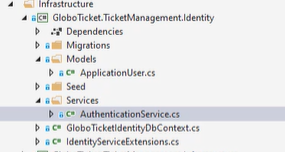 Infrastructure
GloboTicket.TicketManagement.Identity
Dependencies
Migrations
Models
ApplicationUser.cs
Seed
Services
AuthenticationService.cs
GloboTicketIdentityDbContext.cs
IdentityServiceExtensions.cs